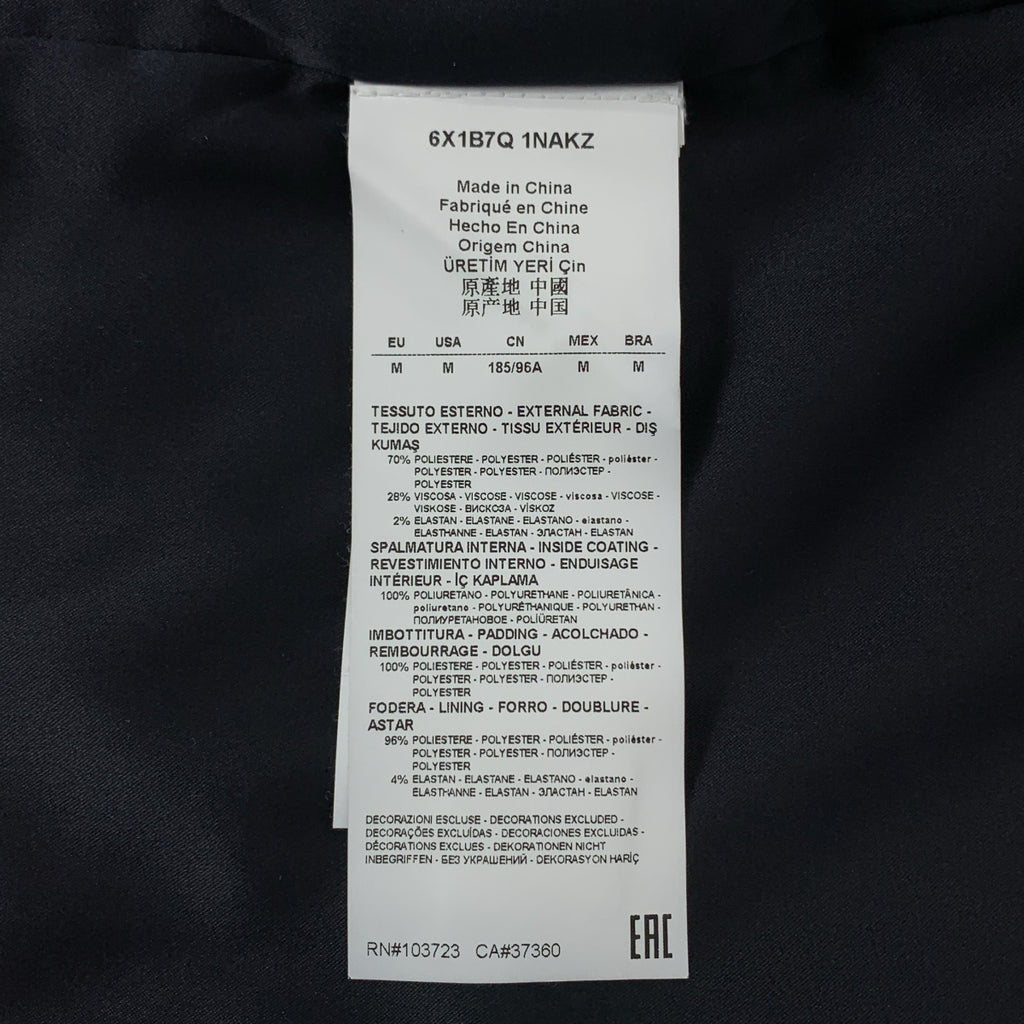 6X1B7Q 1NAKZ
Made in China
Fabriqué en Chine
Hecho En China
Origem China
ÜRETİM YERİ Çin
原產地 中國
原产地 中国
EU USA CN MEX BRA
M M 185/96A M M
TESSUTO ESTERNO - EXTERNAL FABRIC -
TEJIDO EXTERNO - TISSU EXTÉRIEUR - DIŞ
KUMAŞ
70% POLIESTERE - POLYESTER - POLIÉSTER - poliéster -
POLYESTER - POLYESTER - ПОЛИЭСТЕР -
POLYESTER
28% VISCOSA - VISCOSE - VISCOSE - viscosa - VISCOSE -
VISKOSE - ВИСКОЗА - VİSKOZ
2% ELASTAN - ELASTANE - ELASTANO - elastano -
ELASTHANNE - ELASTAN - ЭЛАСТАН - ELASTAN
SPALMATURA INTERNA - INSIDE COATING -
REVESTIMIENTO INTERNO - ENDUISAGE
INTÉRIEUR - İÇ KAPLAMA
100% POLIURETANO - POLYURETHANE - POLIURETÂNICA -
poliuretano - POLYURÉTHANIQUE - POLYURETHAN -
ПОЛИУРЕТАНОВОЕ - POLİÜRETAN
IMBOTTITURA - PADDING - ACOLCHADO -
REMBOURRAGE - DOLGU
100% POLIESTERE - POLYESTER - POLIÉSTER - poliéster -
POLYESTER - POLYESTER - ПОЛИЭСТЕР -
POLYESTER
FODERA - LINING - FORRO - DOUBLURE -
ASTAR
96% POLIESTERE - POLYESTER - POLIÉSTER - poliéster -
POLYESTER - POLYESTER - ПОЛИЭСТЕР -
POLYESTER
4% ELASTAN - ELASTANE - ELASTANO - elastano -
ELASTHANNE - ELASTAN - ЭЛАСТАН - ELASTAN
DECORAZIONI ESCLUSE - DECORATIONS EXCLUDED -
DECORAÇÕES EXCLUÍDAS - DECORACIONES EXCLUIDAS -
DÉCORATIONS EXCLUES - DEKORATIONEN NICHT
INBEGRIFFEN - БЕЗ УКРАШЕНИЙ - DEKORASYON HARİÇ
EAC
RN#103723 CA#37360